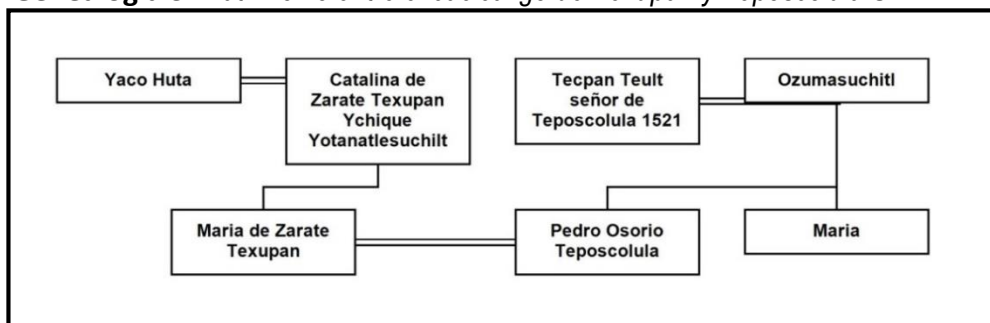 Yaco Huta
Catalina de
Zarate Texupan
Ychique
Yotanatlesuchilt
Tecpan Teult
señor de
Teposcolula 1521
Ozumasuchitl
Maria de Zarate
Texupan
Pedro Osorio
Teposcolula
Maria